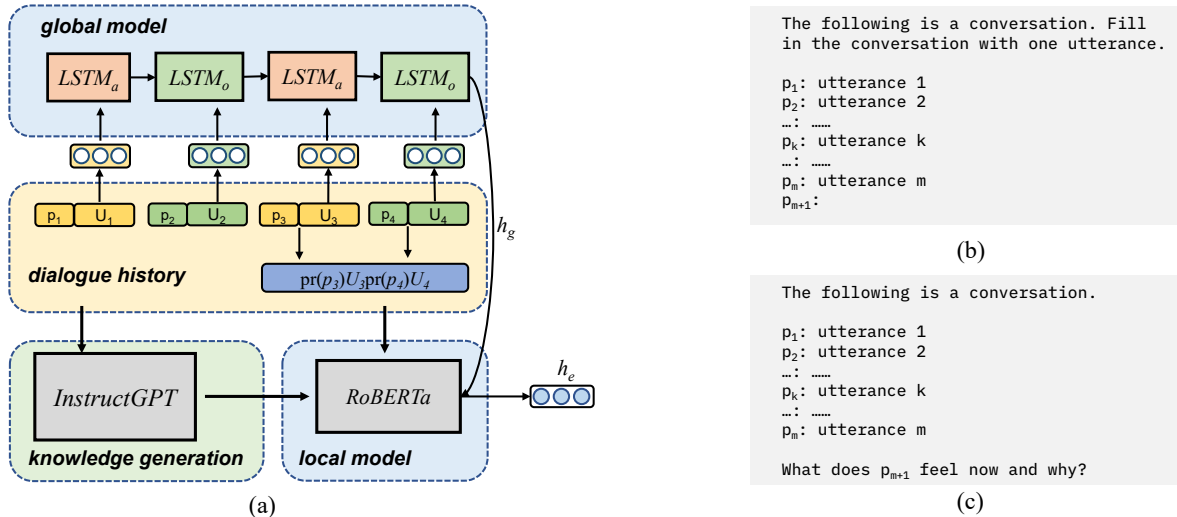 global model
LSTMₐ LSTMₒ LSTMₐ LSTMₒ
p₁ U₁ p₂ U₂ p₃ U₃ p₄ U₄
h_g
dialogue history
pr(p₃)U₃pr(p₄)U₄
InstructGPT
RoBERTa
hₑ
knowledge generation
local model
(a)
The following is a conversation. Fill
in the conversation with one utterance.
p₁: utterance 1
p₂: utterance 2
…: ……
pₖ: utterance k
…: ……
pₘ: utterance m
pₘ₊₁:
(b)
The following is a conversation.
p₁: utterance 1
p₂: utterance 2
…: ……
pₖ: utterance k
…: ……
pₘ: utterance m
What does pₘ₊₁ feel now and why?
(c)